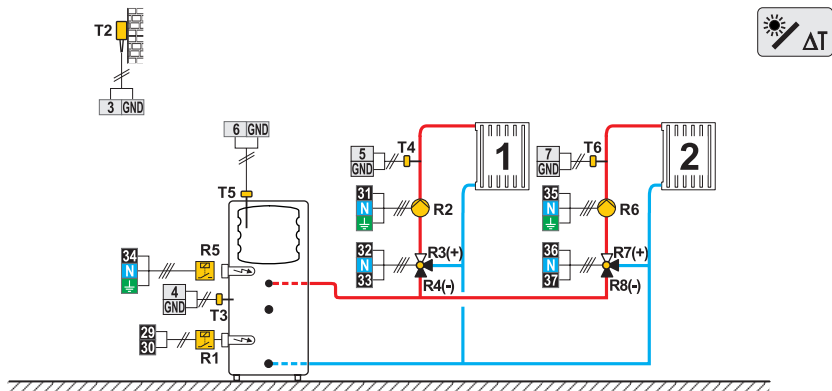 T2
ΔT
3 GND
6 GND
T5
5
GND
T4
1
7
GND
T6
2
31
N
R2
35
N
R6
34
N
R5
32
N
33
R3(+)
R4(-)
36
N
37
R7(+)
R8(-)
4
GND
T3
29
30
R1